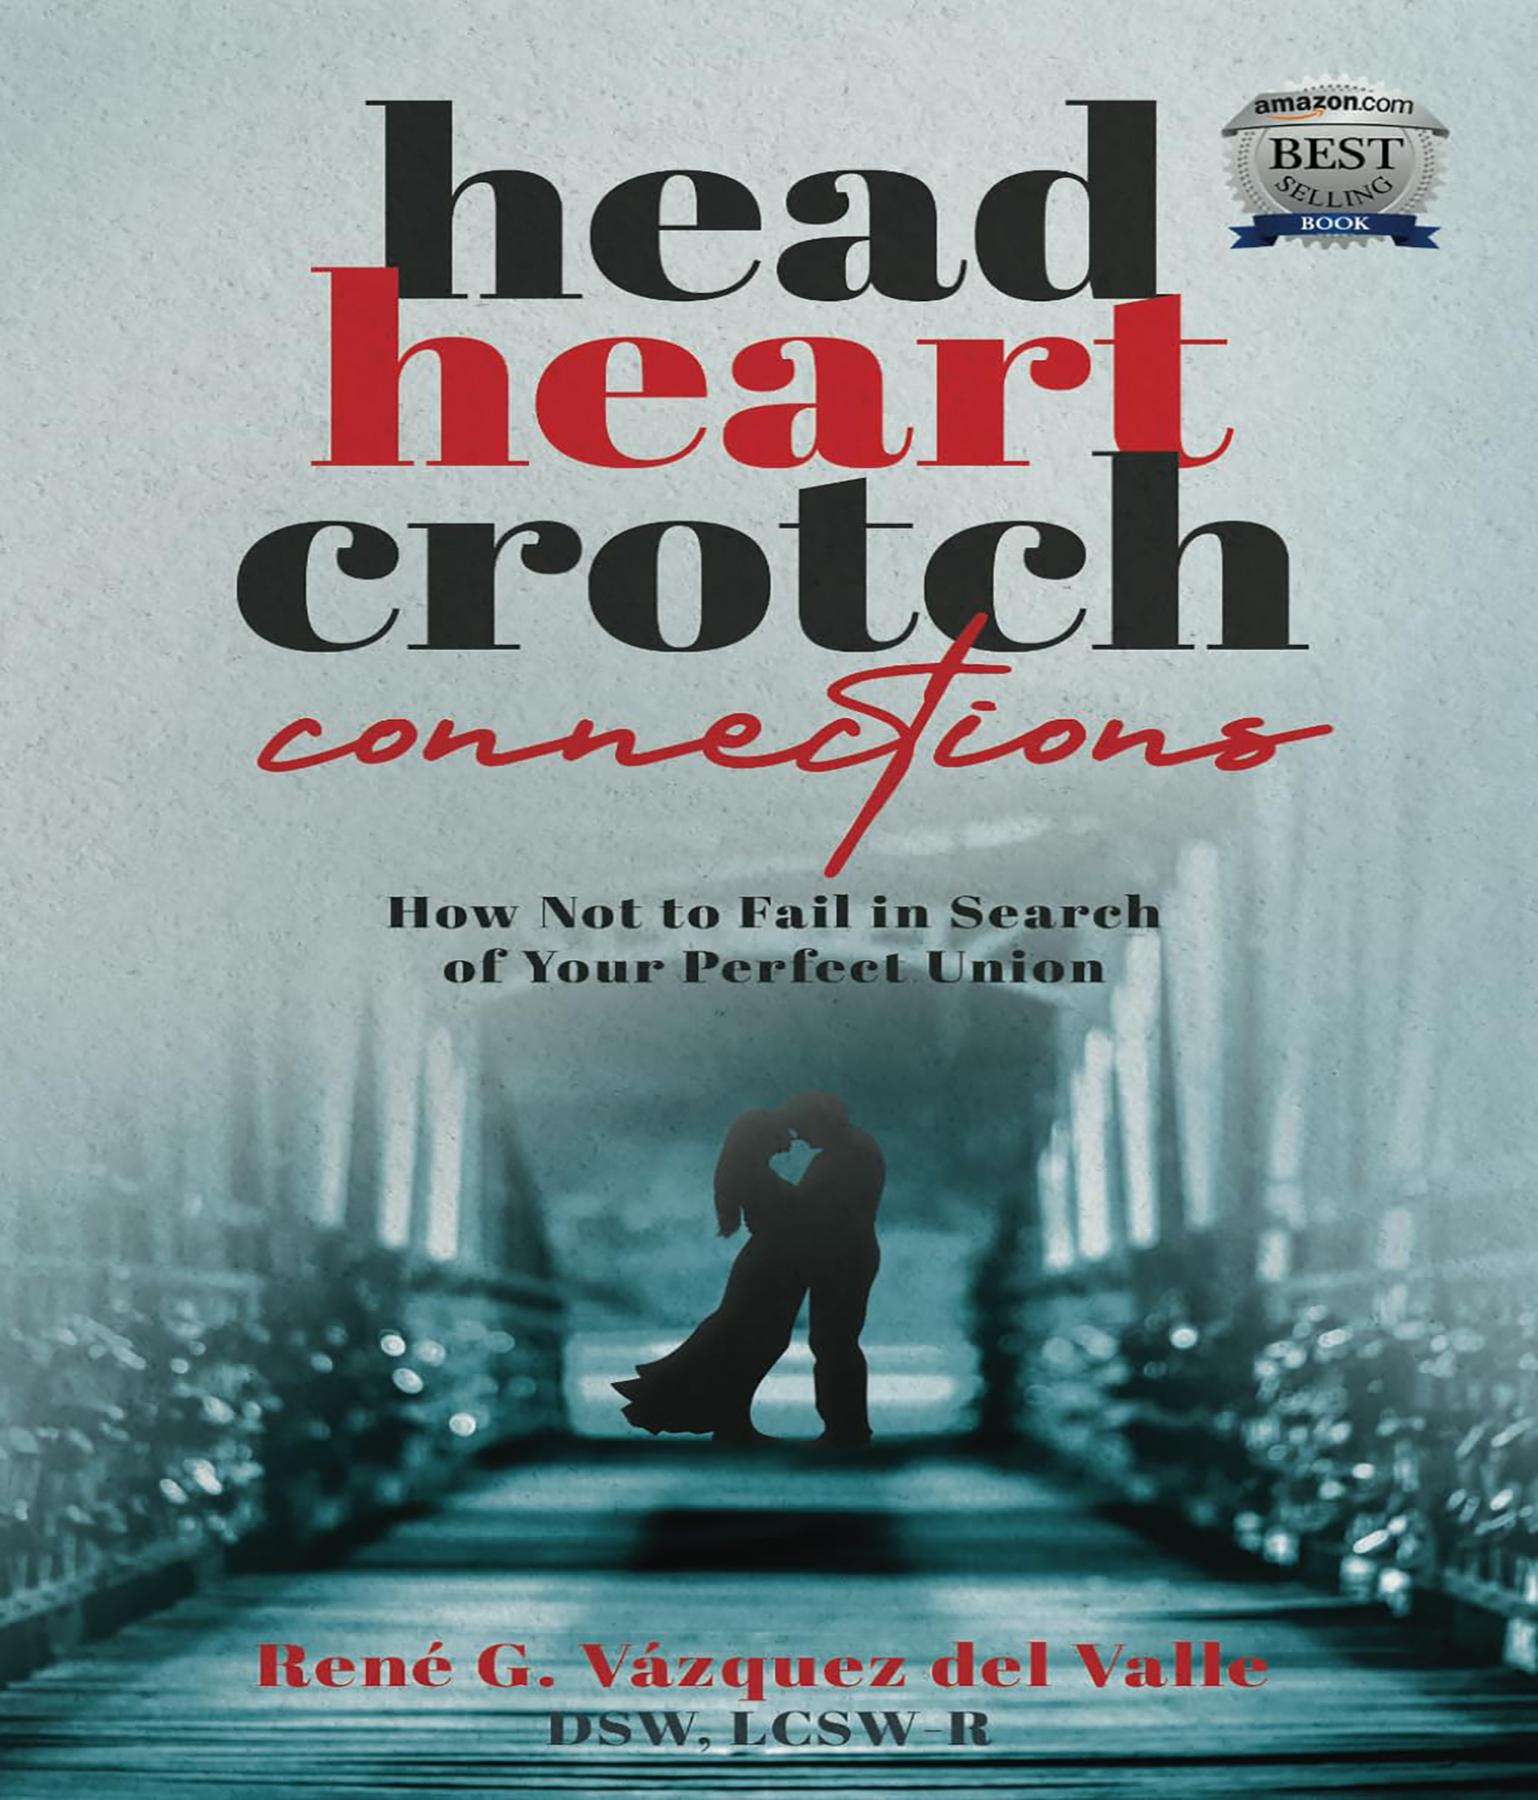 head
amazon.com
BEST
SELLING
BOOK
heart
crotch
connections
How Not to Fail in Search
of Your Perfect Union
René G. Vázquez del Valle
DSW, LCSW-R